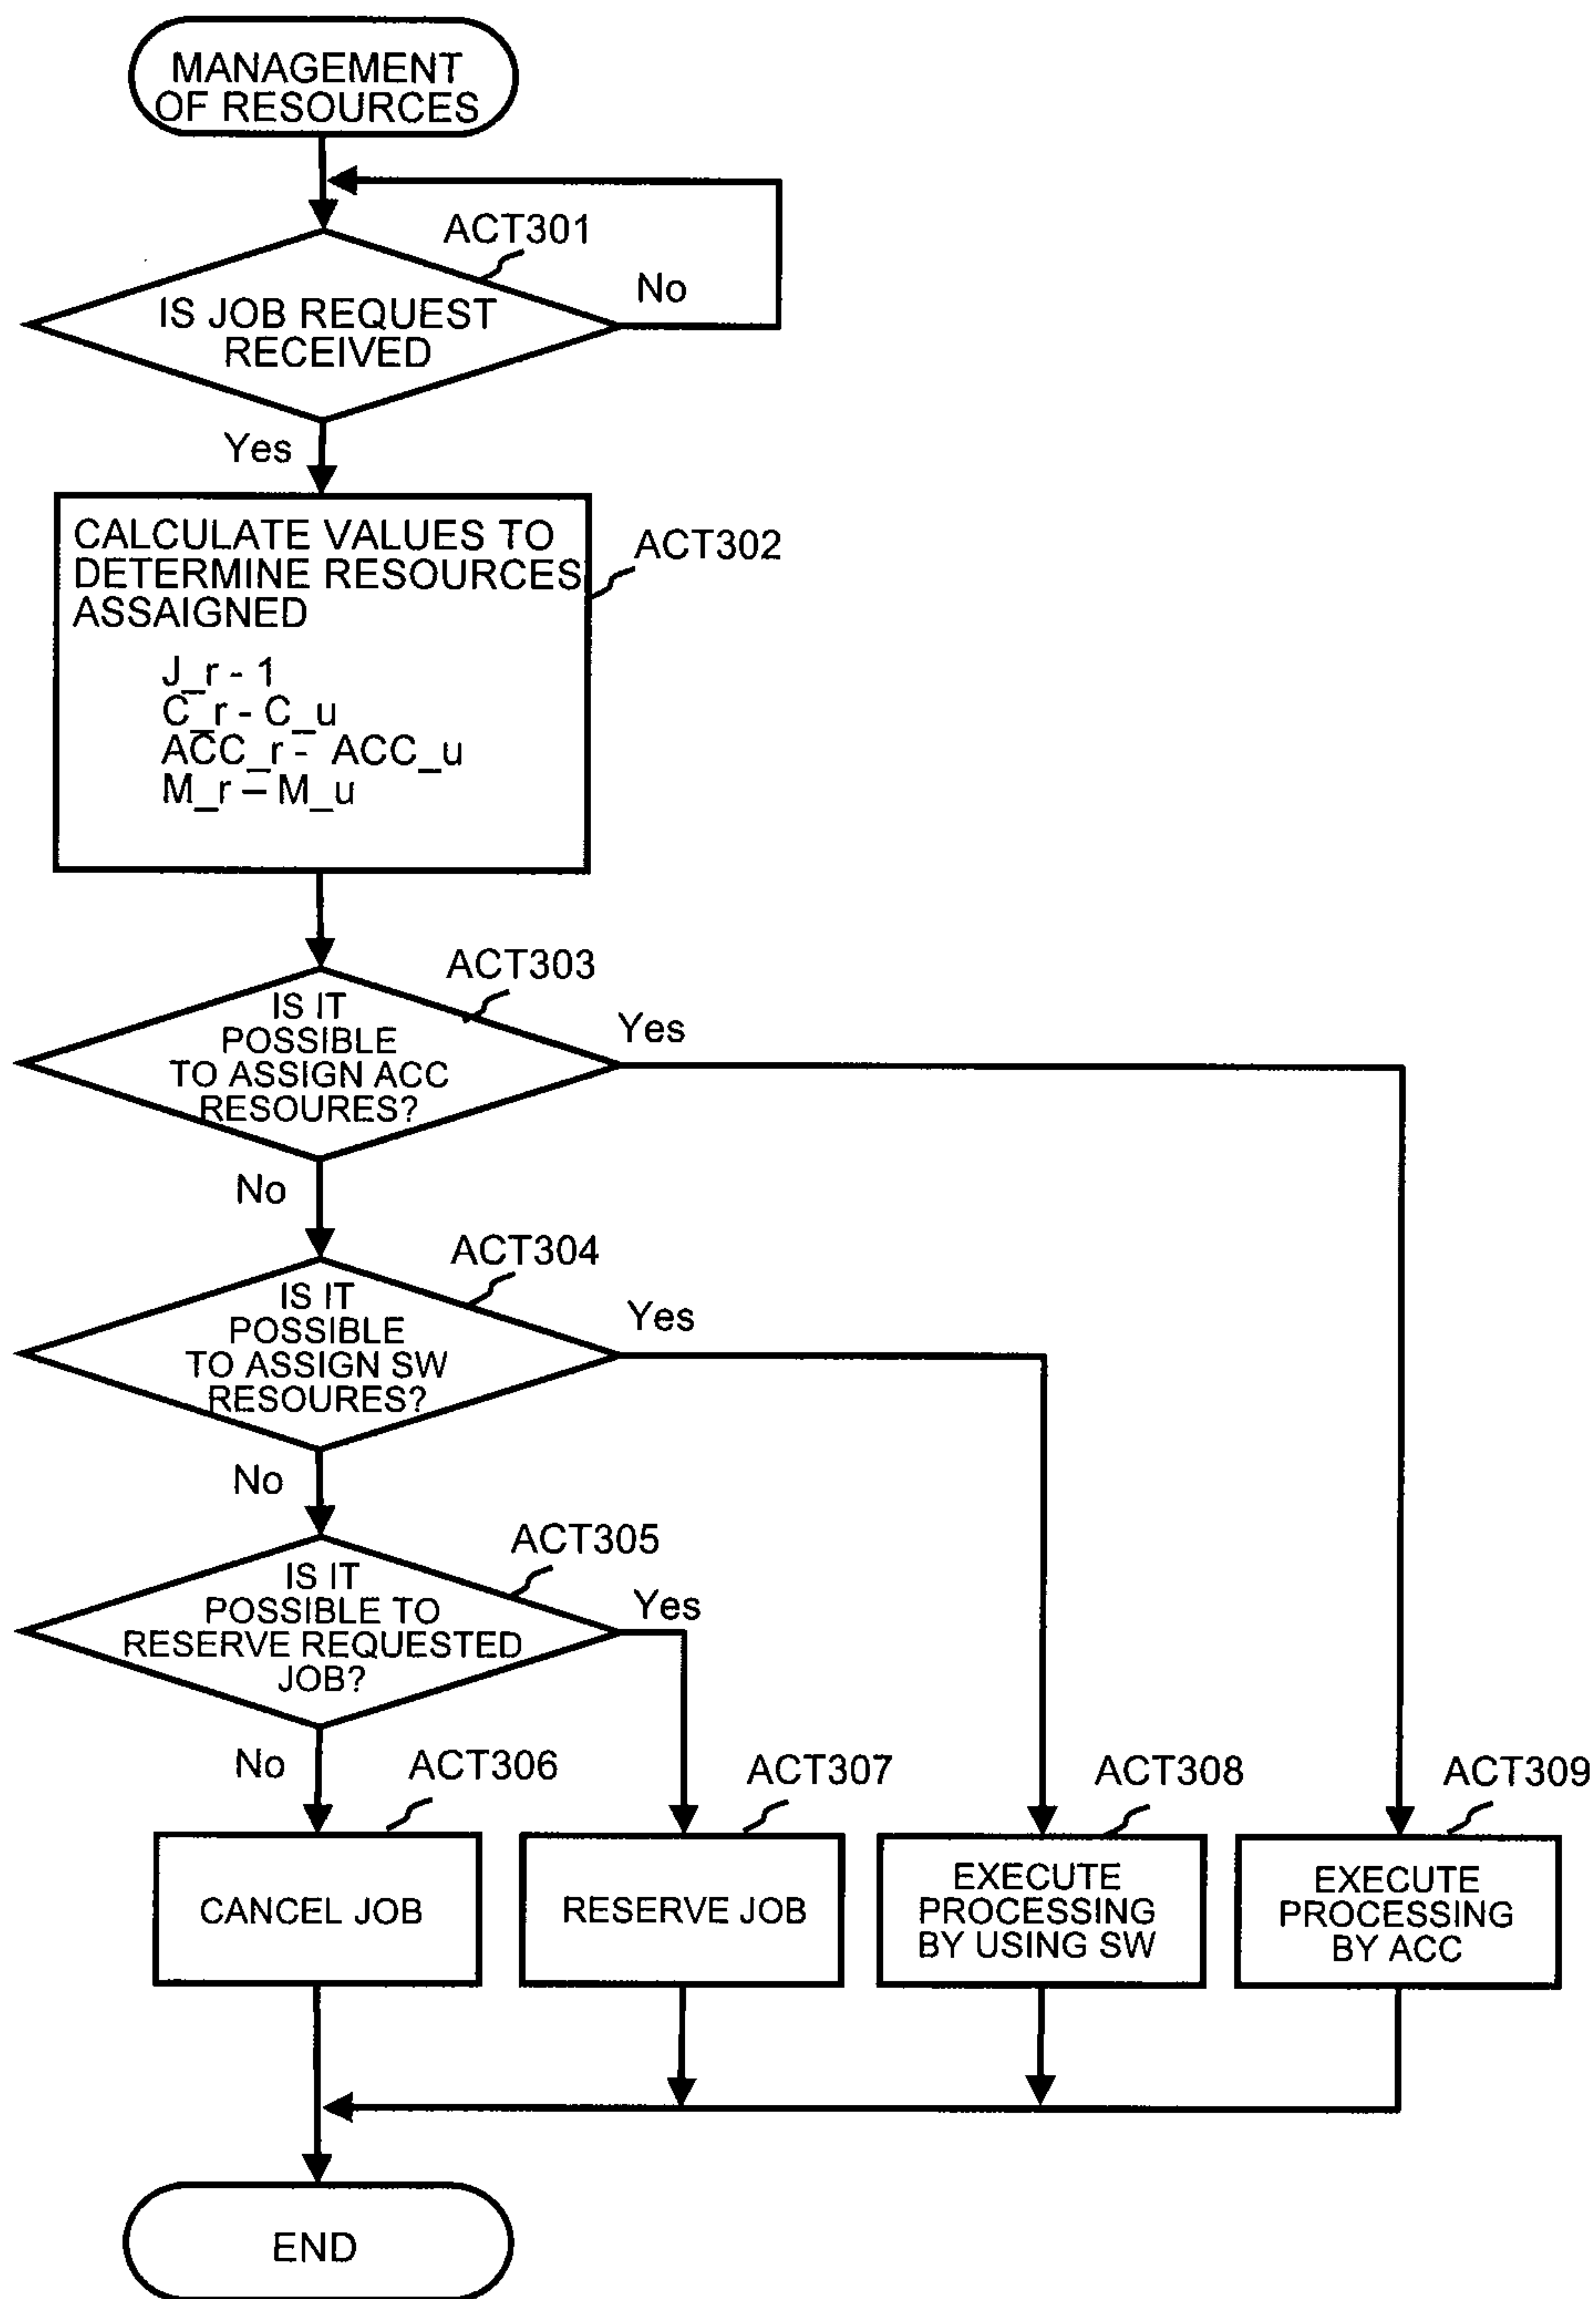 MANAGEMENT
OF RESOURCES
ACT301
No
IS JOB REQUEST
RECEIVED
Yes
CALCULATE VALUES TO
DETERMINE RESOURCES
ASSAIGNED
ACT302
J_r - 1
C_r - C_u
ACC_r - ACC_u
M_r – M_u
ACT303
IS IT
POSSIBLE
TO ASSIGN ACC
RESOURES?
Yes
No
ACT304
IS IT
POSSIBLE
TO ASSIGN SW
RESOURES?
Yes
No
ACT305
IS IT
POSSIBLE TO
RESERVE REQUESTED
JOB?
Yes
No
ACT306
ACT307
ACT308
ACT309
CANCEL JOB
RESERVE JOB
EXECUTE
PROCESSING
BY USING SW
EXECUTE
PROCESSING
BY ACC
END